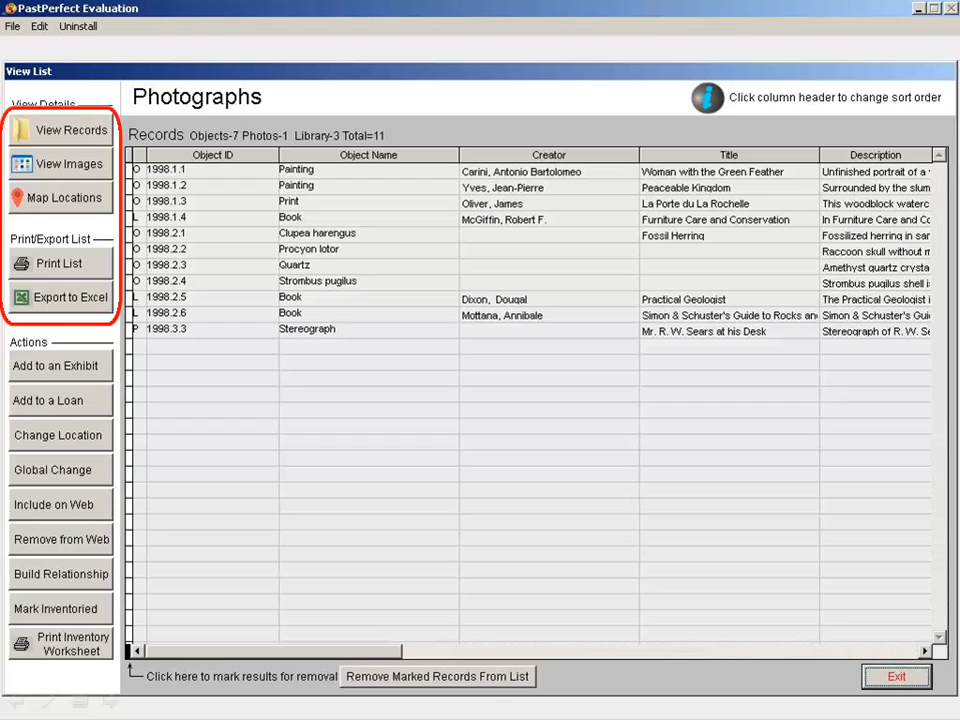 PastPerfect Evaluation
File Edit Uninstall
View List
View Details
Photographs
Click column header to change sort order
View Records
View Images
Map Locations
Print/Export List
Print List
Export to Excel
Actions
Add to an Exhibit
Add to a Loan
Change Location
Global Change
Include on Web
Remove from Web
Build Relationship
Mark Inventoried
Print Inventory
Worksheet
Records Objects-7 Photos-1 Library-3 Total=11
Object ID Object Name Creator Title Description
O 1998.1.1 Painting Carini, Antonio Bartolomeo Woman with the Green Feather Unfinished portrait of a
O 1998.1.2 Painting Yves, Jean-Pierre Peaceable Kingdom Surrounded by the slum
O 1998.1.3 Print Oliver, James La Porte du La Rochelle This woodblock waterc
L 1998.1.4 Book McGiffin, Robert F. Furniture Care and Conservation In Furniture Care and Co
O 1998.2.1 Clupea harengus Fossil Herring Fossilized herring in sar
O 1998.2.2 Procyon lotor Raccoon skull without m
O 1998.2.3 Quartz Amethyst quartz crysta
O 1998.2.4 Strombus pugilus Strombus pugilus shell i
L 1998.2.5 Book Dixon, Dougal Practical Geologist The Practical Geologist i
L 1998.2.6 Book Mottana, Annibale Simon & Schuster's Guide to Rocks an Simon & Schuster's Guide
P 1998.3.3 Stereograph Mr. R. W. Sears at his Desk Stereograph of R. W. Se
Click here to mark results for removal Remove Marked Records From List Exit